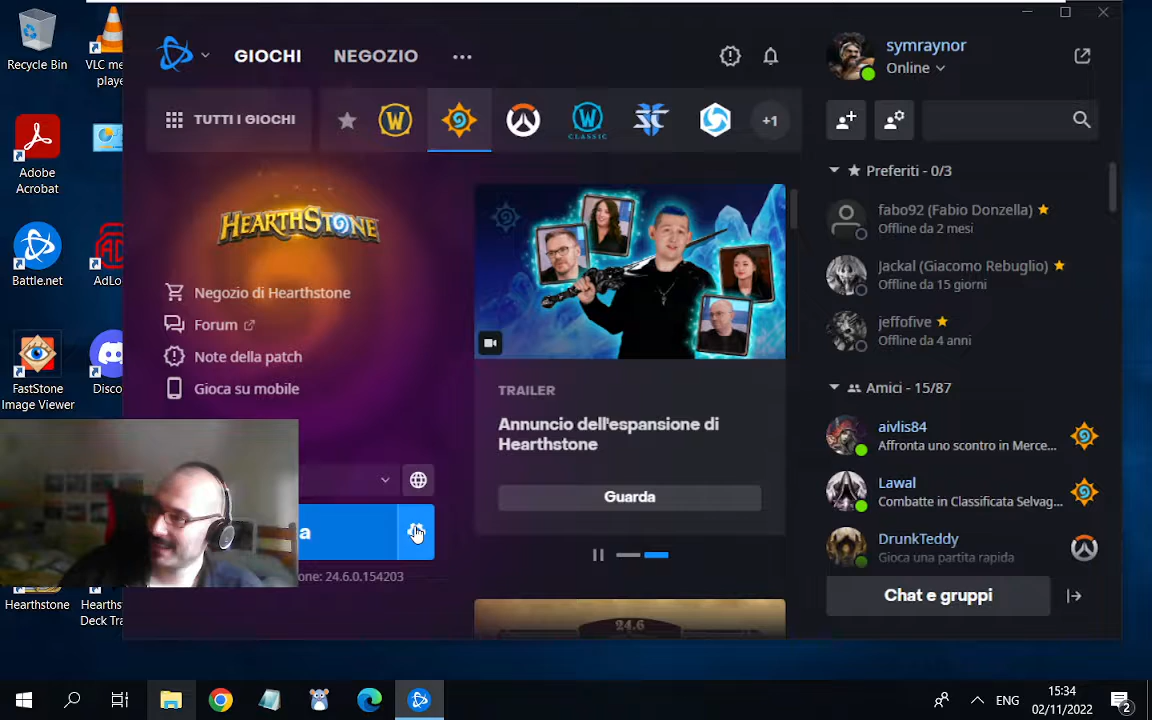 Recycle Bin
VLC me
playe
Adobe
Acrobat
Battle.net
AdLo
FastStone
Image Viewer
Disco
Hearthstone
Hearths
Deck Tra
GIOCHI
NEGOZIO
TUTTI I GIOCHI
W
W
CLASSIC
+1
HEARTHSTONE
Negozio di Hearthstone
Forum
Note della patch
Gioca su mobile
a
one: 24.6.0.154203
TRAILER
Annuncio dell'espansione di
Hearthstone
Guarda
24.6
symraynor
Online
Preferiti - 0/3
fabo92 (Fabio Donzella)
Offline da 2 mesi
Jackal (Giacomo Rebuglio)
Offline da 15 giorni
jeffofive
Offline da 4 anni
Amici - 15/87
aivlis84
Affronta uno scontro in Merce...
Lawal
Combatte in Classificata Selvag...
DrunkTeddy
Gioca una partita rapida
Chat e gruppi
ENG
15:34
02/11/2022
2